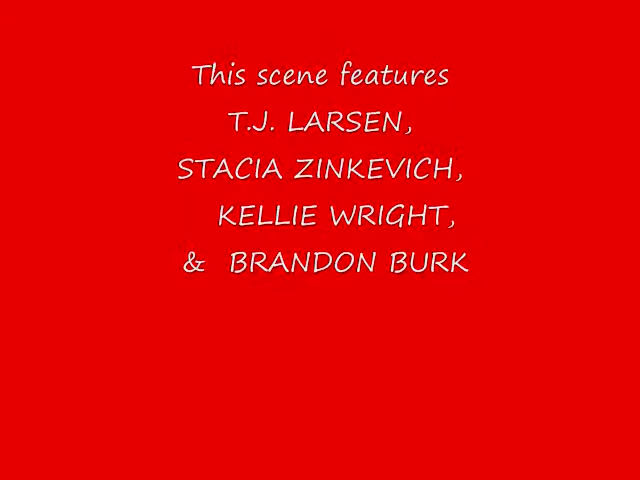 This scene features
T.J. LARSEN,
STACIA ZINKEVICH,
KELLIE WRIGHT,
& BRANDON BURK